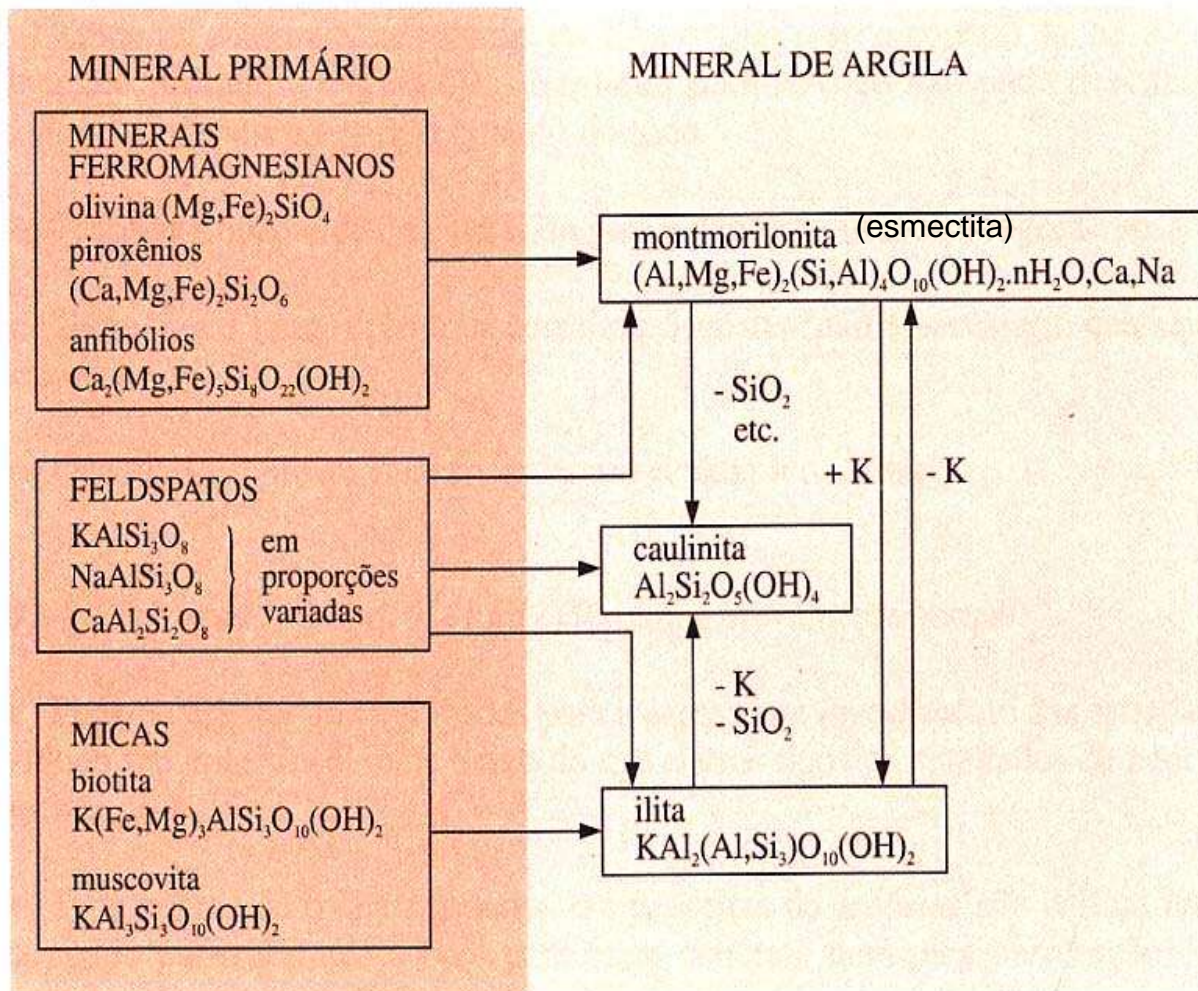 MINERAL PRIMÁRIO
MINERAIS
FERROMAGNESIANOS
olivina (Mg,Fe)₂SiO₄
piroxênios
(Ca,Mg,Fe)₂Si₂O₆
anfibólios
Ca₂(Mg,Fe)₅Si₈O₂₂(OH)₂
FELDSPATOS
KAlSi₃O₈
NaAlSi₃O₈
CaAl₂Si₂O₈
em
proporções
variadas
MICAS
biotita
K(Fe,Mg)₃AlSi₃O₁₀(OH)₂
muscovita
KAl₃Si₃O₁₀(OH)₂
MINERAL DE ARGILA
montmorilonita (esmectita)
(Al,Mg,Fe)₂(Si,Al)₄O₁₀(OH)₂.nH₂O,Ca,Na
- SiO₂
etc.
+ K - K
caulinita
Al₂Si₂O₅(OH)₄
- K
- SiO₂
ilita
KAl₂(Al,Si₃)O₁₀(OH)₂